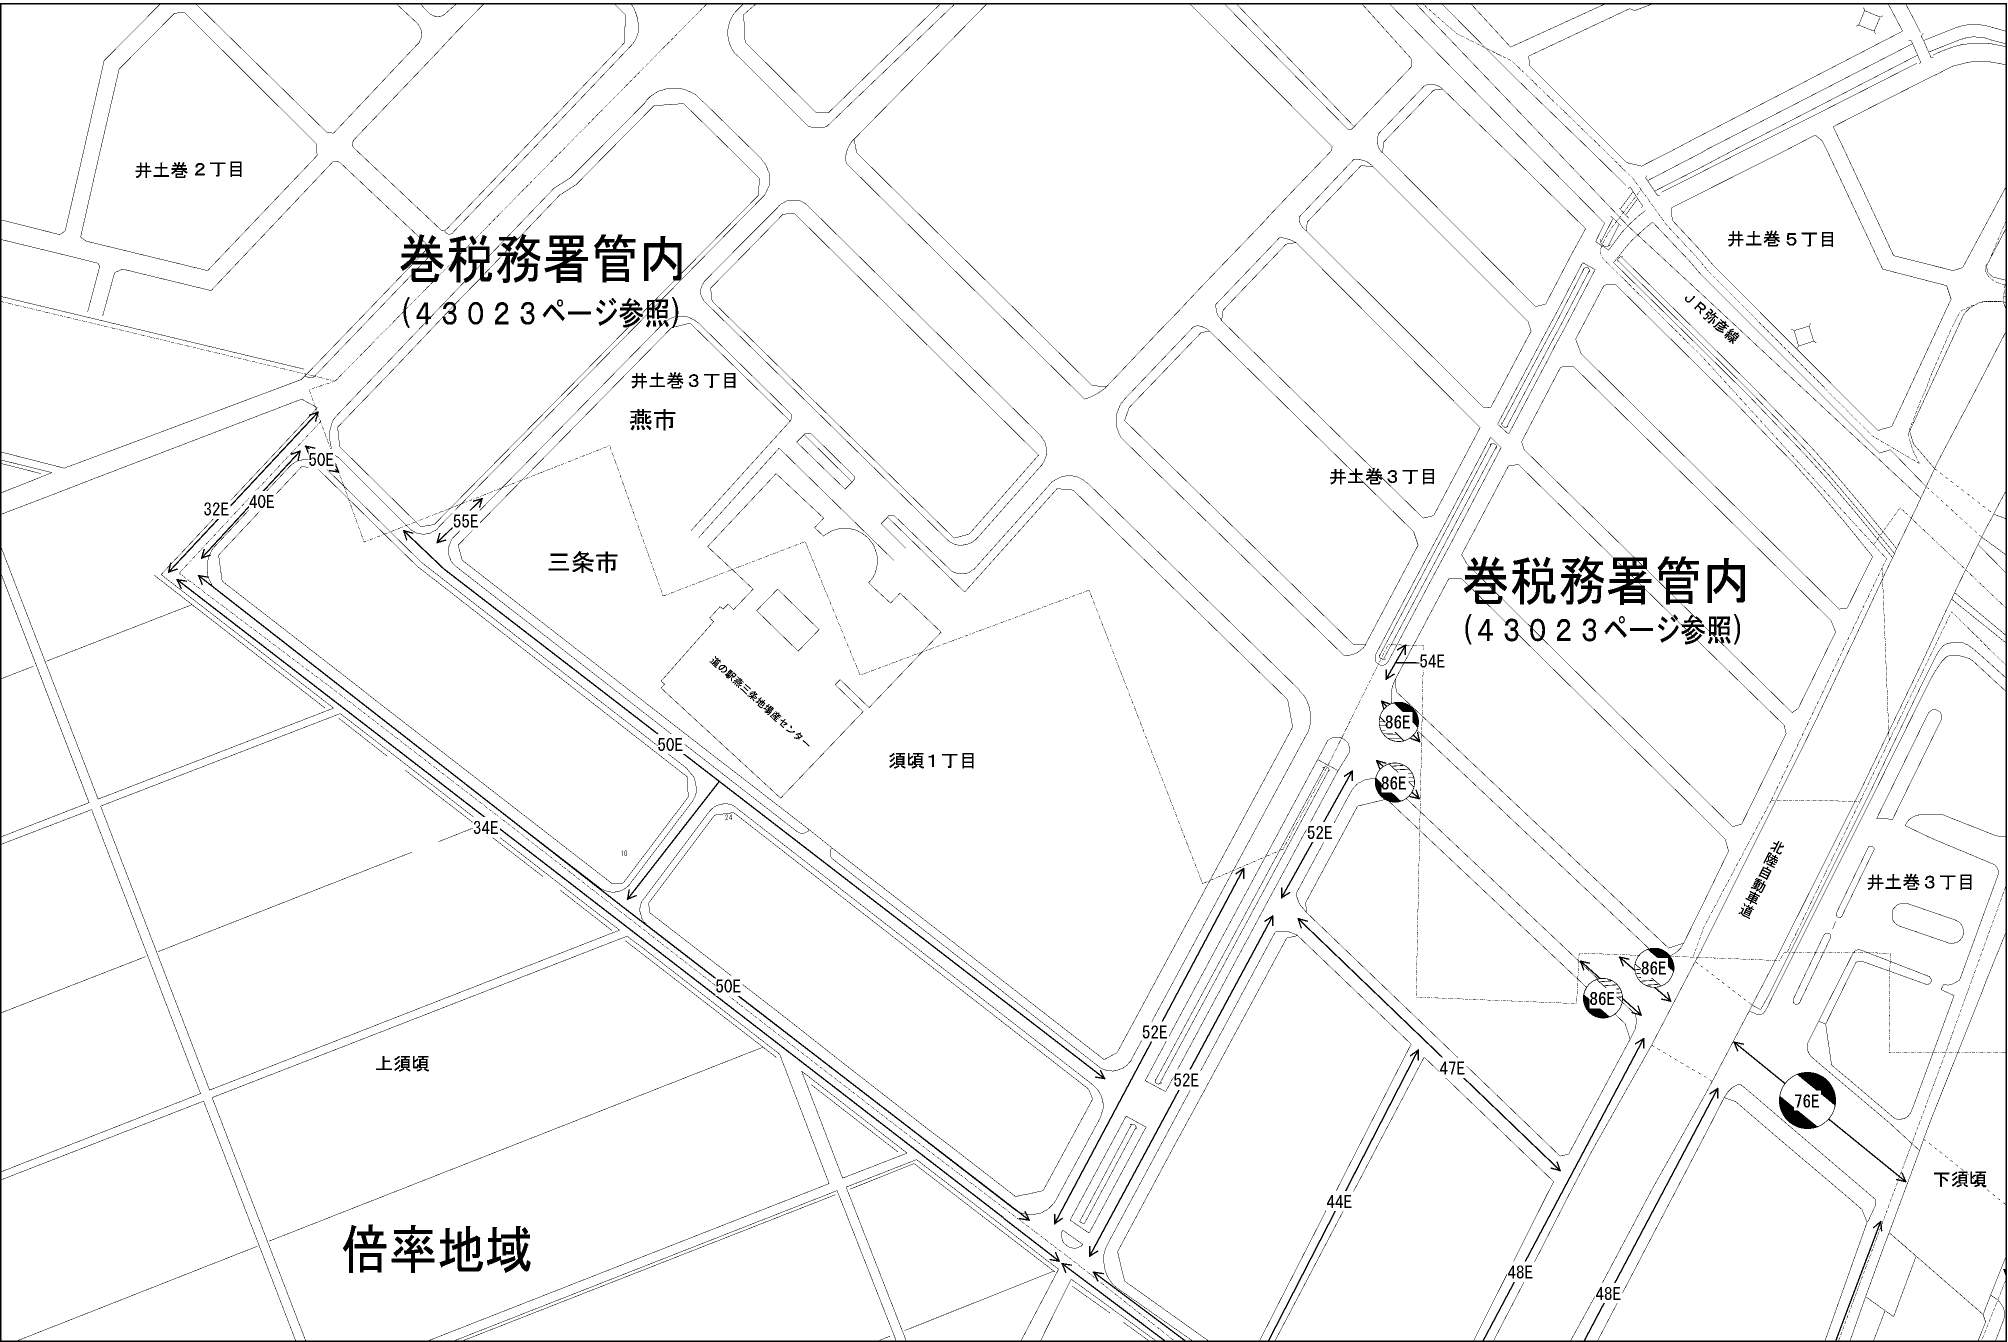 井土巻２丁目
巻税務署管内
(４３０２３ページ参照)
井土巻５丁目
ＪＲ弥彦線
井土巻３丁目
燕市
井土巻３丁目
50E
32E
40E
55E
三条市
巻税務署管内
(４３０２３ページ参照)
54E
道の駅燕三条地場産センター
86E
50E
須頃１丁目
86E
24
34E
52E
10
北陸自動車道
井土巻３丁目
86E
50E
86E
52E
上須頃
47E
52E
76E
下須頃
44E
倍率地域
48E
48E